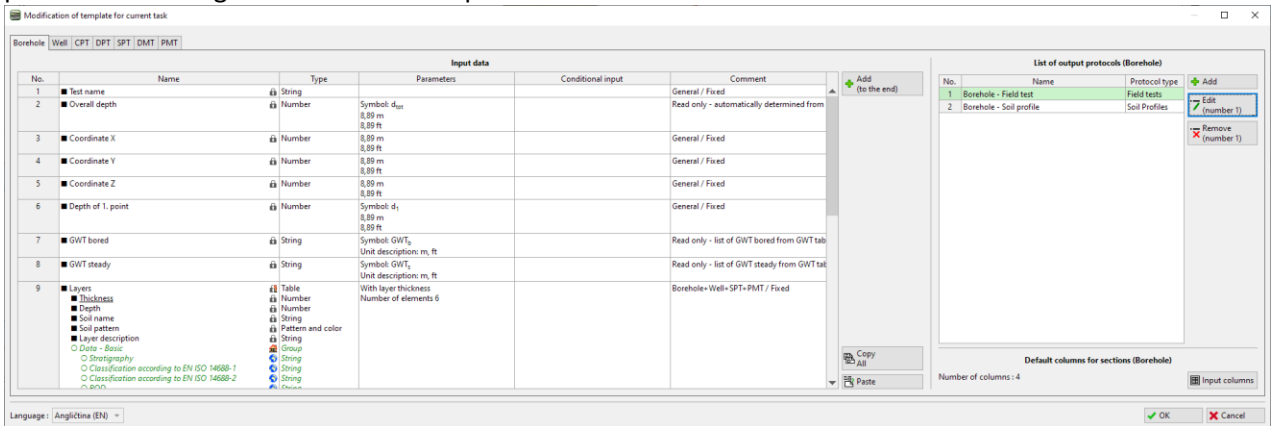 Modification of template for current task
Borehole Well CPT DPT SPT DMT PMT
Input data
No. Name Type Parameters Conditional input Comment
1 Test name String General / Fixed
2 Overall depth Number Symbol: dtot Read only - automatically determined from
8,89 m
8,89 ft
3 Coordinate X Number 8,89 m General / Fixed
8,89 ft
4 Coordinate Y Number 8,89 m General / Fixed
8,89 ft
5 Coordinate Z Number 8,89 m General / Fixed
8,89 ft
6 Depth of 1. point Number Symbol: d1 General / Fixed
8,89 m
8,89 ft
7 GWT bored String Symbol: GWTb Read only - list of GWT bored from GWT tab
Unit description: m, ft
8 GWT steady String Symbol: GWTs Read only - list of GWT steady from GWT tab
Unit description: m, ft
9 Layers Table With layer thickness Borehole+Well+SPT+PMT / Fixed
Thickness Number Number of elements 6
Depth Number
Soil name String
Soil pattern Pattern and color
Layer description String
Data - Basic Group
Stratigraphy String
Classification according to EN ISO 14688-1 String
Classification according to EN ISO 14688-2 String
Add
(to the end)
Copy
All
Paste
List of output protocols (Borehole)
No. Name Protocol type
1 Borehole - Field test Field tests
2 Borehole - Soil profile Soil Profiles
Add
Edit
(number 1)
Remove
(number 1)
Default columns for sections (Borehole)
Number of columns : 4
Input columns
Language : Angličtina (EN)
OK Cancel